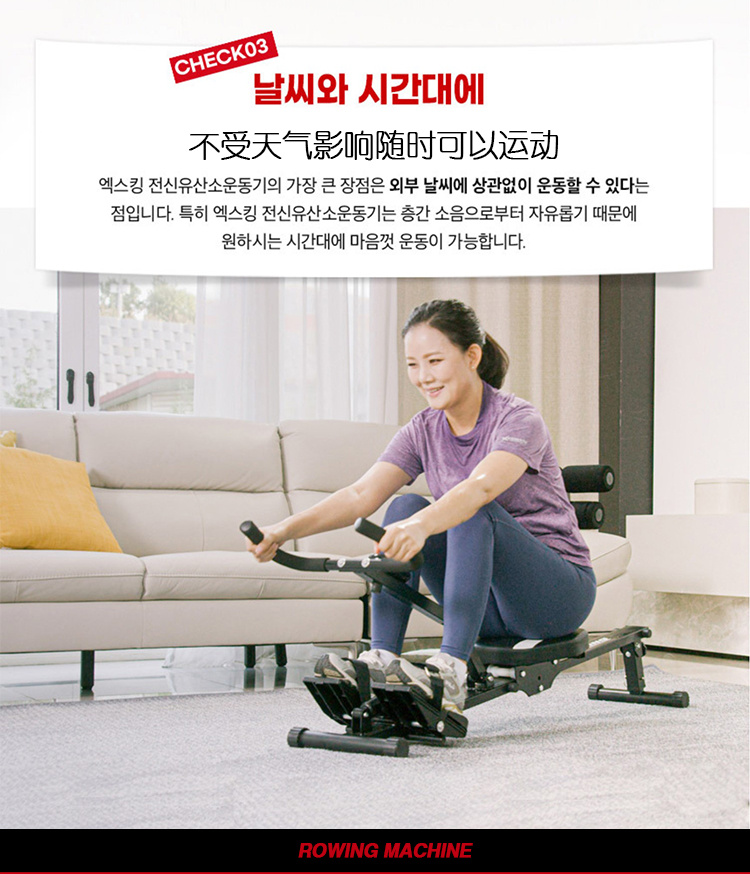 CHECK03
날씨와 시간대에
不受天气影响随时可以运动
엑스킹 전신유산소운동기의 가장 큰 장점은 외부 날씨에 상관없이 운동할 수 있다는
점입니다. 특히 엑스킹 전신유산소운동기는 층간 소음으로부터 자유롭기 때문에
원하시는 시간대에 마음껏 운동이 가능합니다.
ROWING MACHINE